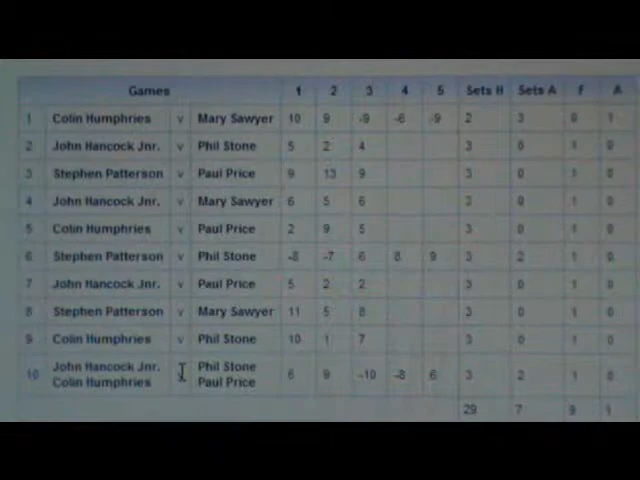 Games 1 2 3 4 5 Sets H Sets A F A
1 Colin Humphries v Mary Sawyer 10 9 -9 -6 -9 2 3 0 1
2 John Hancock Jnr. v Phil Stone 5 2 4 3 0 1 0
3 Stephen Patterson v Paul Price 9 13 9 3 0 1 0
4 John Hancock Jnr. v Mary Sawyer 6 5 6 3 0 1 0
5 Colin Humphries v Paul Price 2 9 5 3 0 1 0
6 Stephen Patterson v Phil Stone -8 -7 6 8 9 3 2 1 0
7 John Hancock Jnr. v Paul Price 5 2 2 3 0 1 0
8 Stephen Patterson v Mary Sawyer 11 5 8 3 0 1 0
9 Colin Humphries v Phil Stone 10 1 7 3 0 1 0
10 John Hancock Jnr. v Phil Stone 6 9 -10 -8 6 3 2 1 0
Colin Humphries Paul Price
29 7 9 1